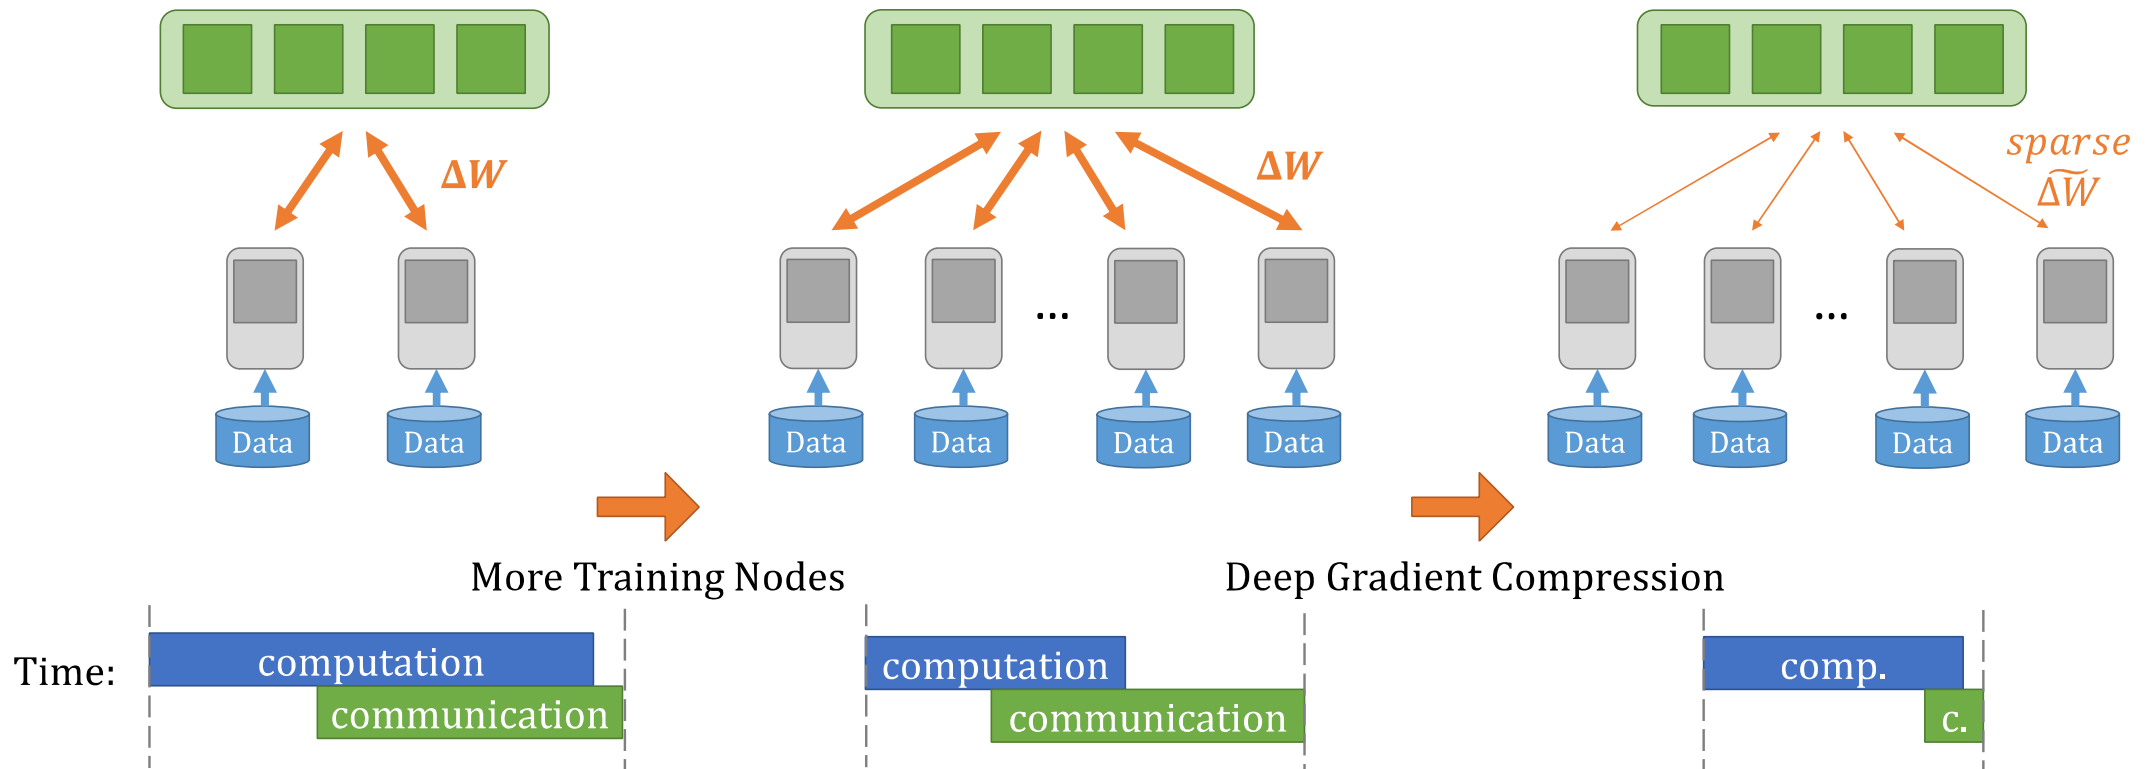 ΔW
ΔW
sparse
\widetilde{ΔW}
...
...
Data Data
Data Data Data Data
Data Data Data Data
More Training Nodes
Deep Gradient Compression
Time:
computation
communication
computation
communication
comp.
c.